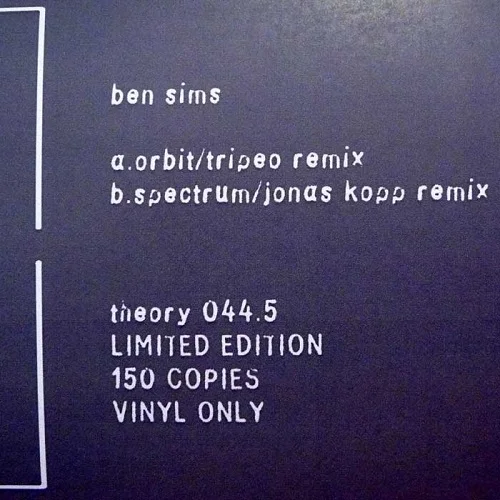 ben sims
a.orbit/tripeo remix
b.spectrum/jonas kopp remix
theory 044.5
LIMITED EDITION
150 COPIES
VINYL ONLY